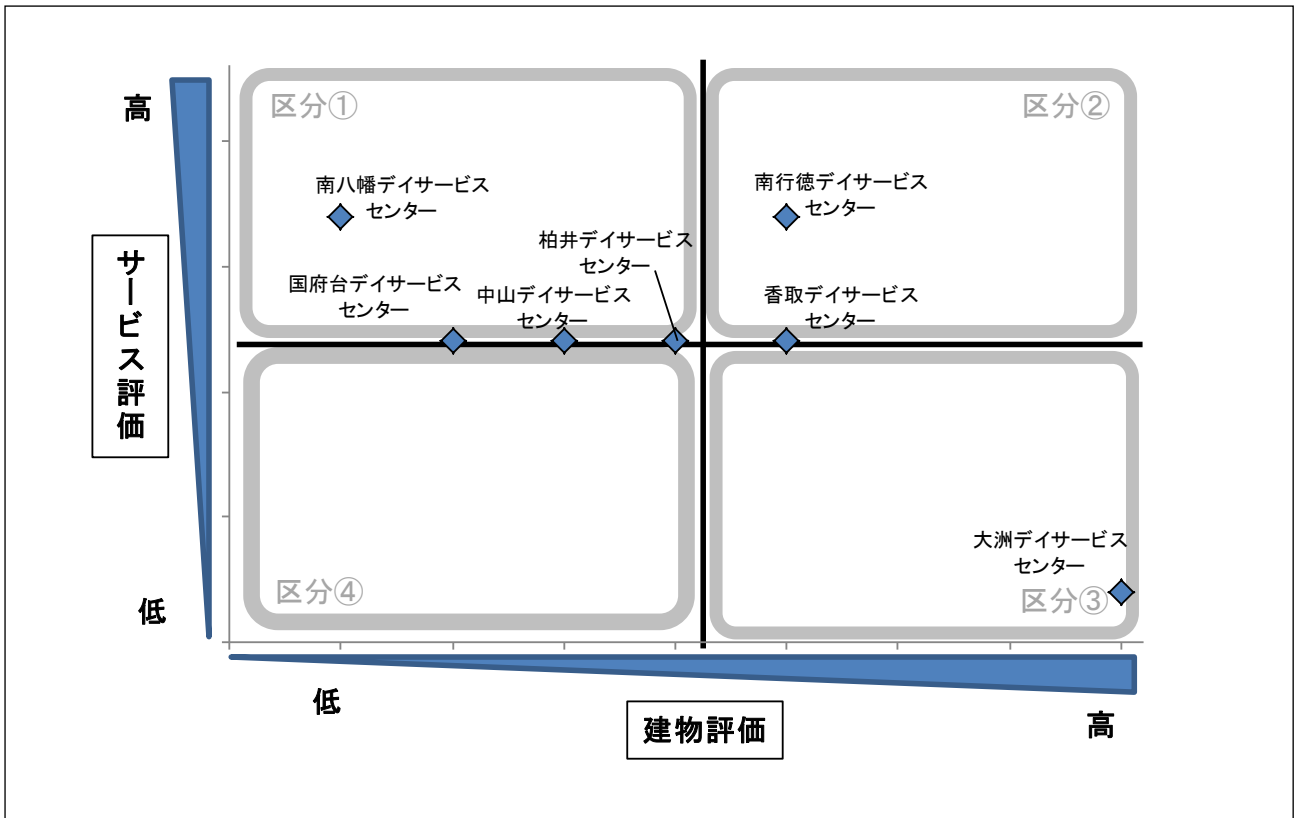 高
区分①
区分②
南八幡デイサービス
センター
南行徳デイサービス
センター
柏井デイサービス
センター
国府台デイサービス
センター
中山デイサービス
センター
香取デイサービス
センター
サービス評価
大洲デイサービス
センター
区分④
区分③
低
低
建物評価
高